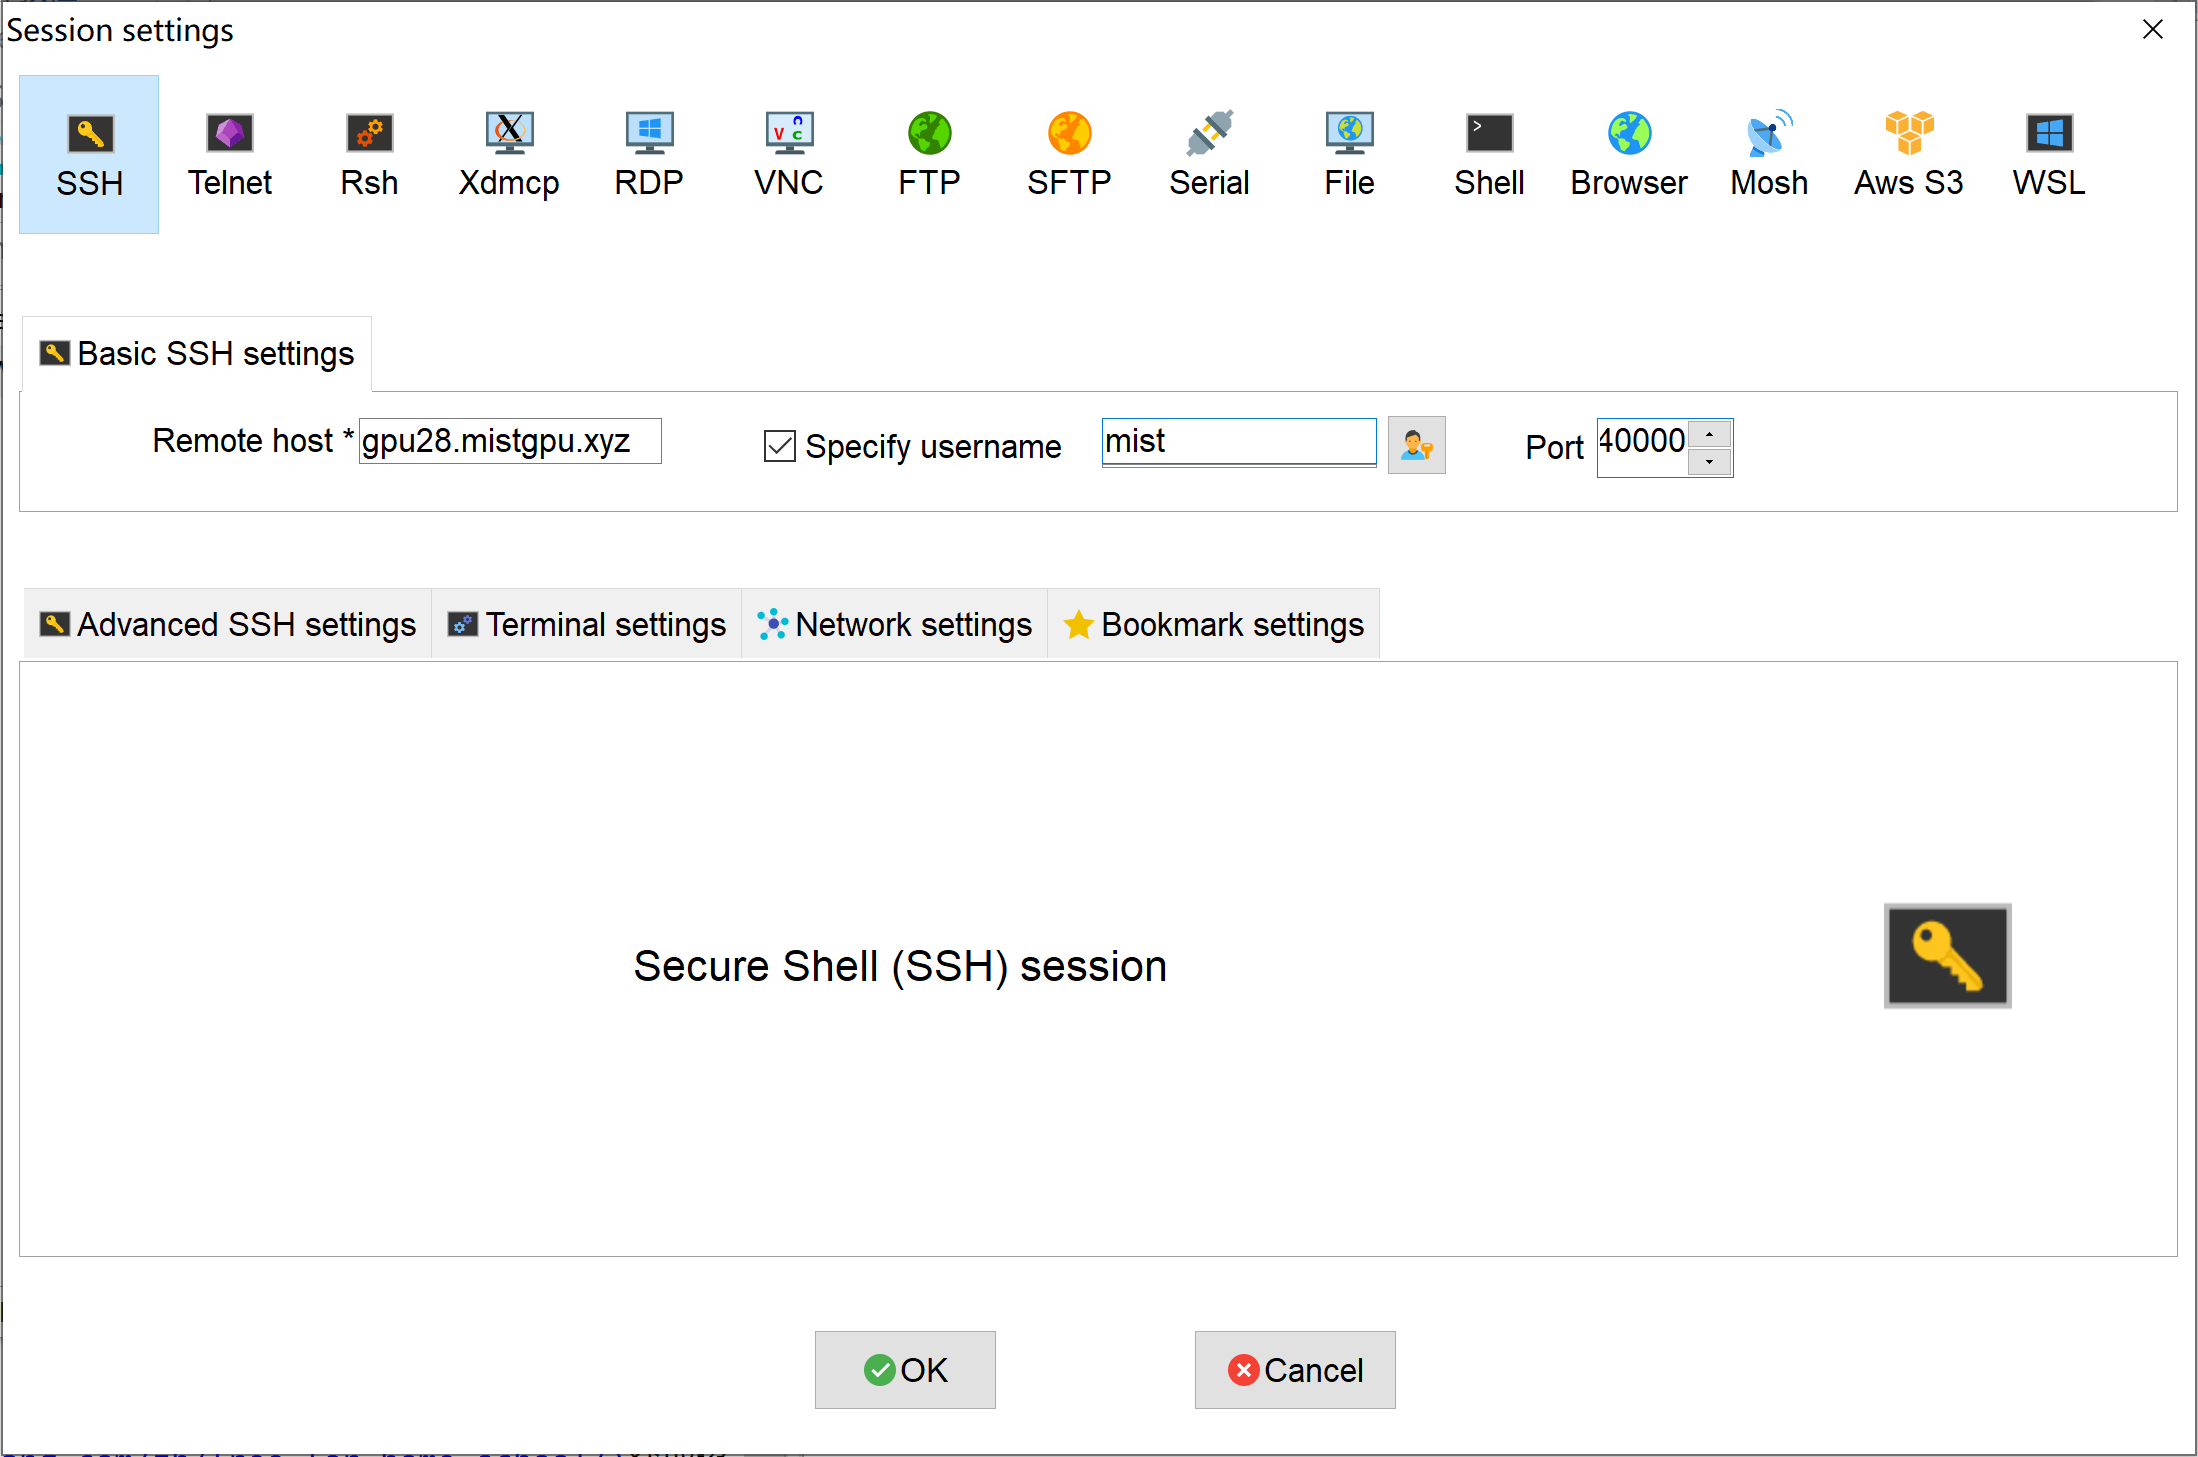 Session settings
SSH Telnet Rsh Xdmcp RDP VNC FTP SFTP Serial File Shell Browser Mosh Aws S3 WSL
Basic SSH settings
Remote host * gpu28.mistgpu.xyz Specify username mist Port 40000
Advanced SSH settings Terminal settings Network settings Bookmark settings
Secure Shell (SSH) session
OK Cancel